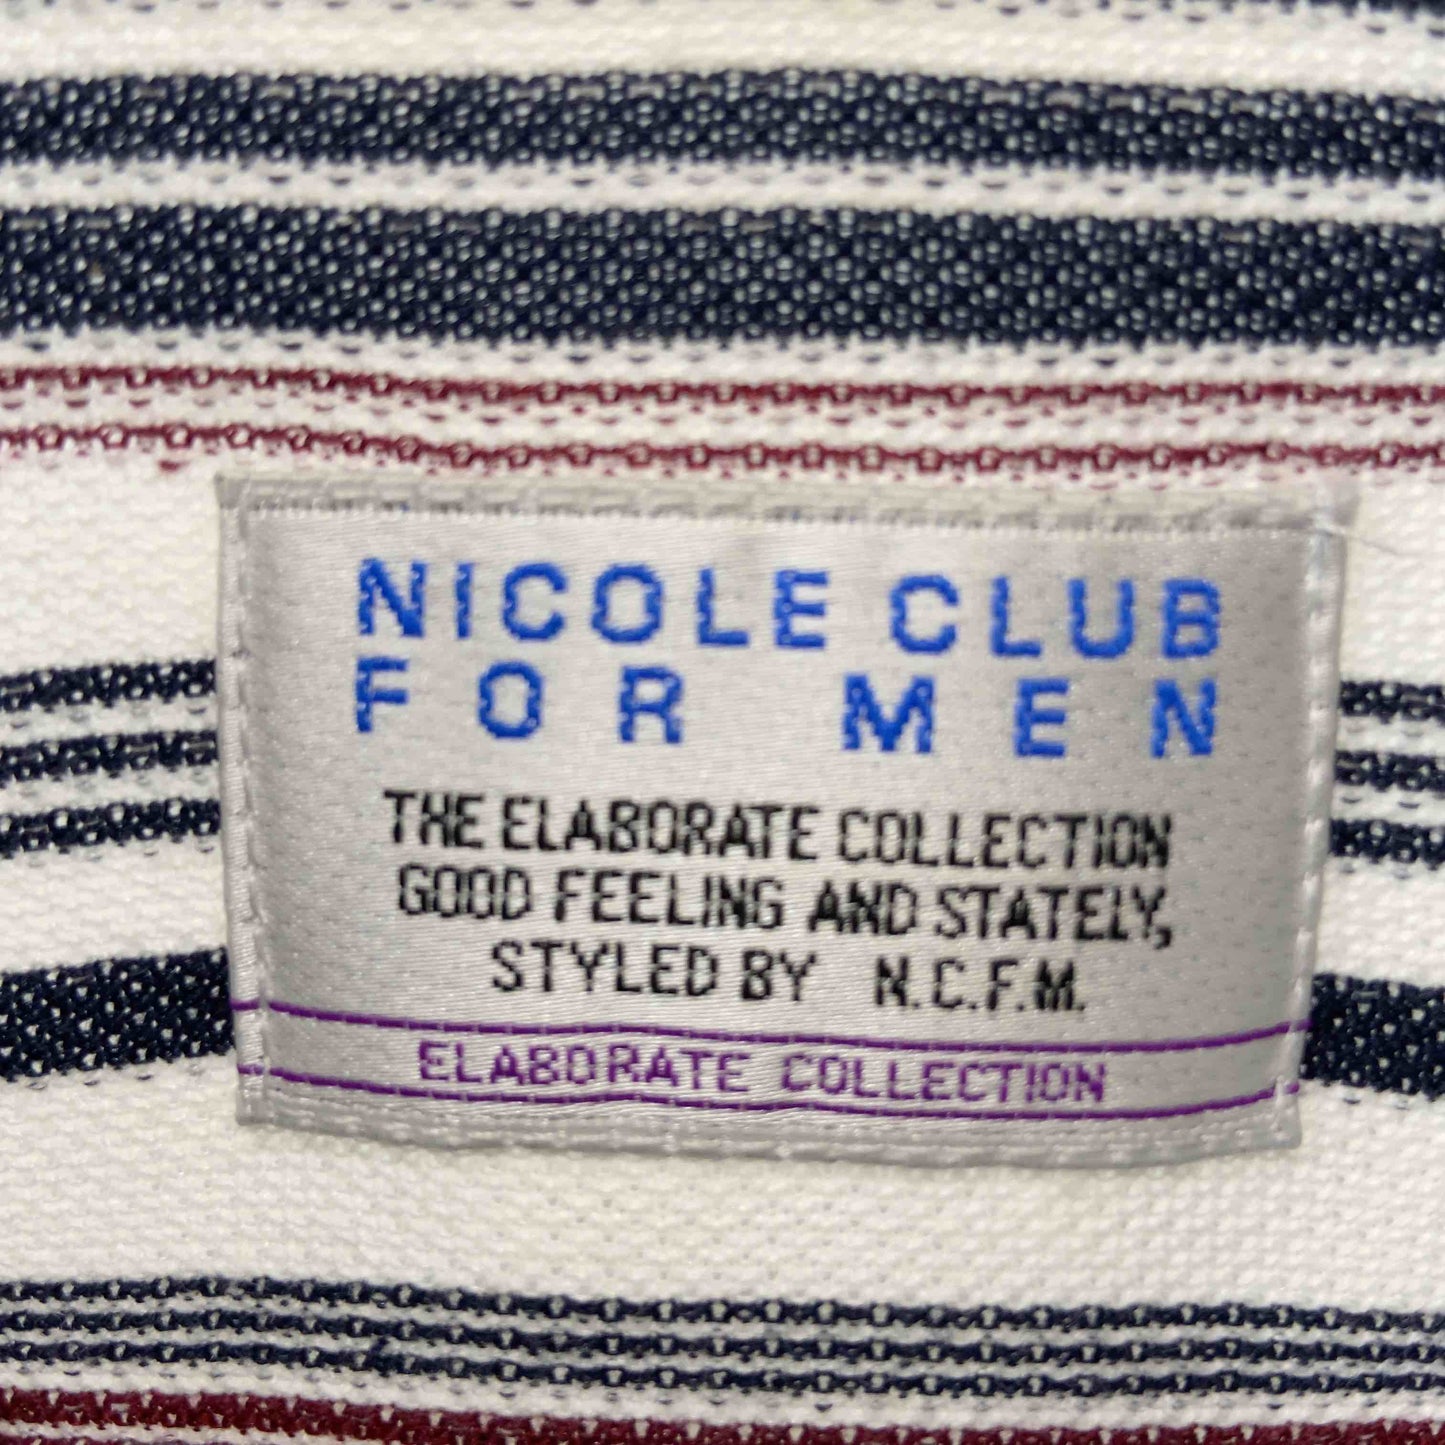 NICOLE CLUB
FOR MEN
THE ELABORATE COLLECTION
GOOD FEELING AND STATELY,
STYLED BY N.C.F.M.
ELABORATE COLLECTION